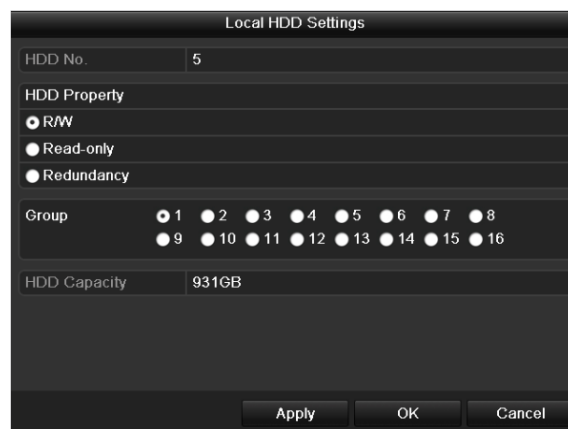 Local HDD Settings
HDD No. 5
HDD Property
R/W
Read-only
Redundancy
Group 1 2 3 4 5 6 7 8
9 10 11 12 13 14 15 16
HDD Capacity 931GB
Apply OK Cancel